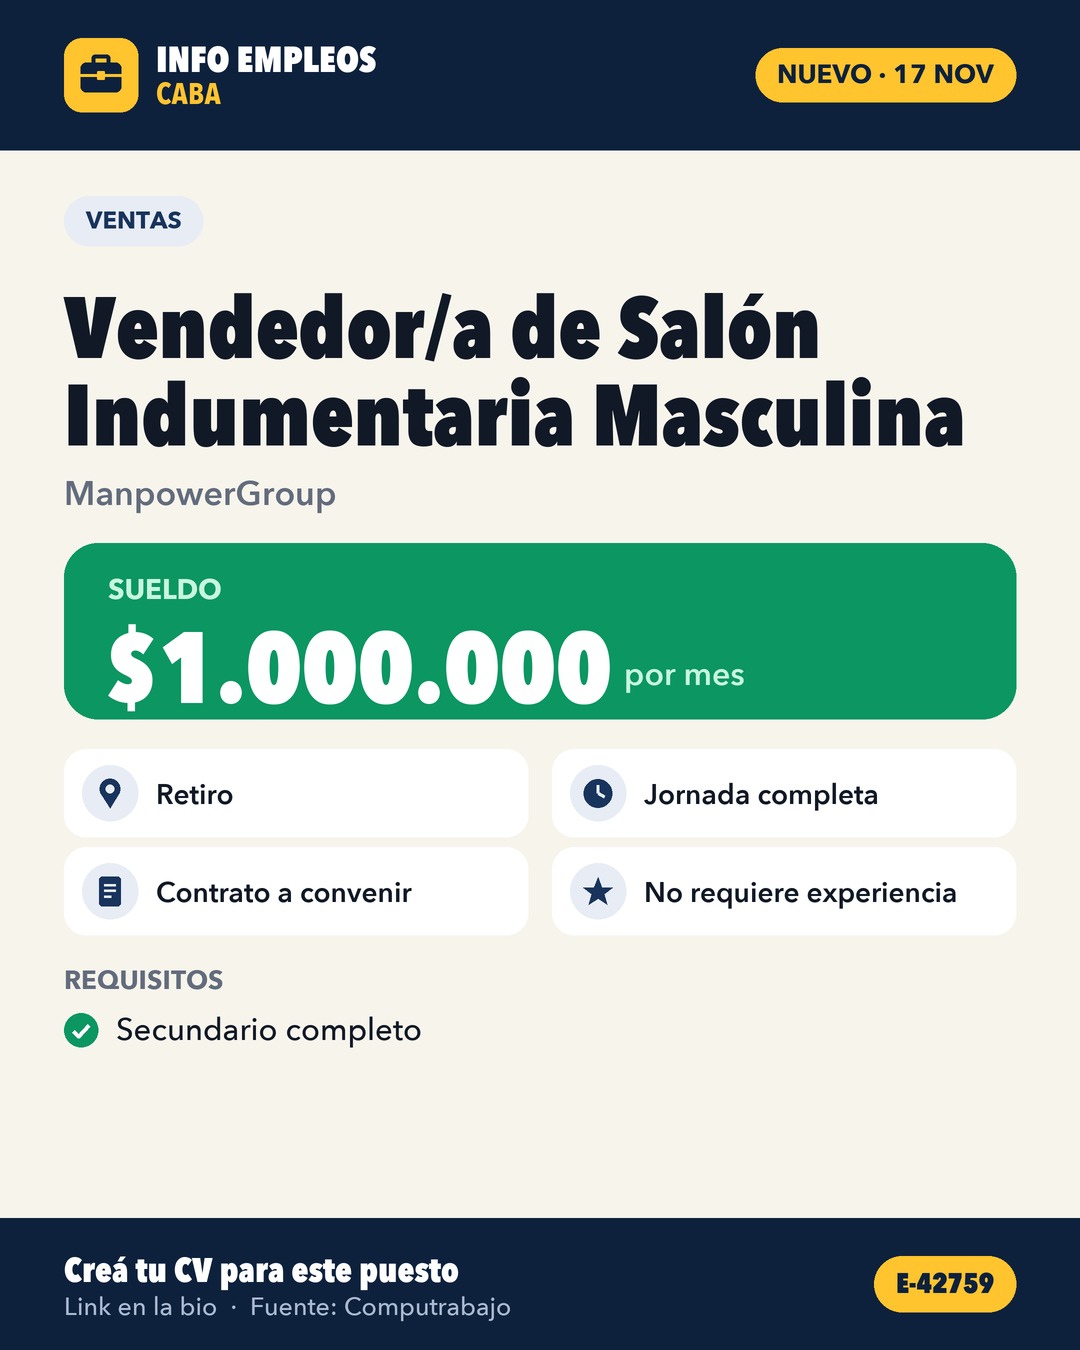 INFO EMPLEOS
CABA
NUEVO · 17 NOV
VENTAS
Vendedor/a de Salón
Indumentaria Masculina
ManpowerGroup
SUELDO
$1.000.000 por mes
Retiro
Jornada completa
Contrato a convenir
No requiere experiencia
REQUISITOS
Secundario completo
Creá tu CV para este puesto
Link en la bio · Fuente: Computrabajo
E-42759